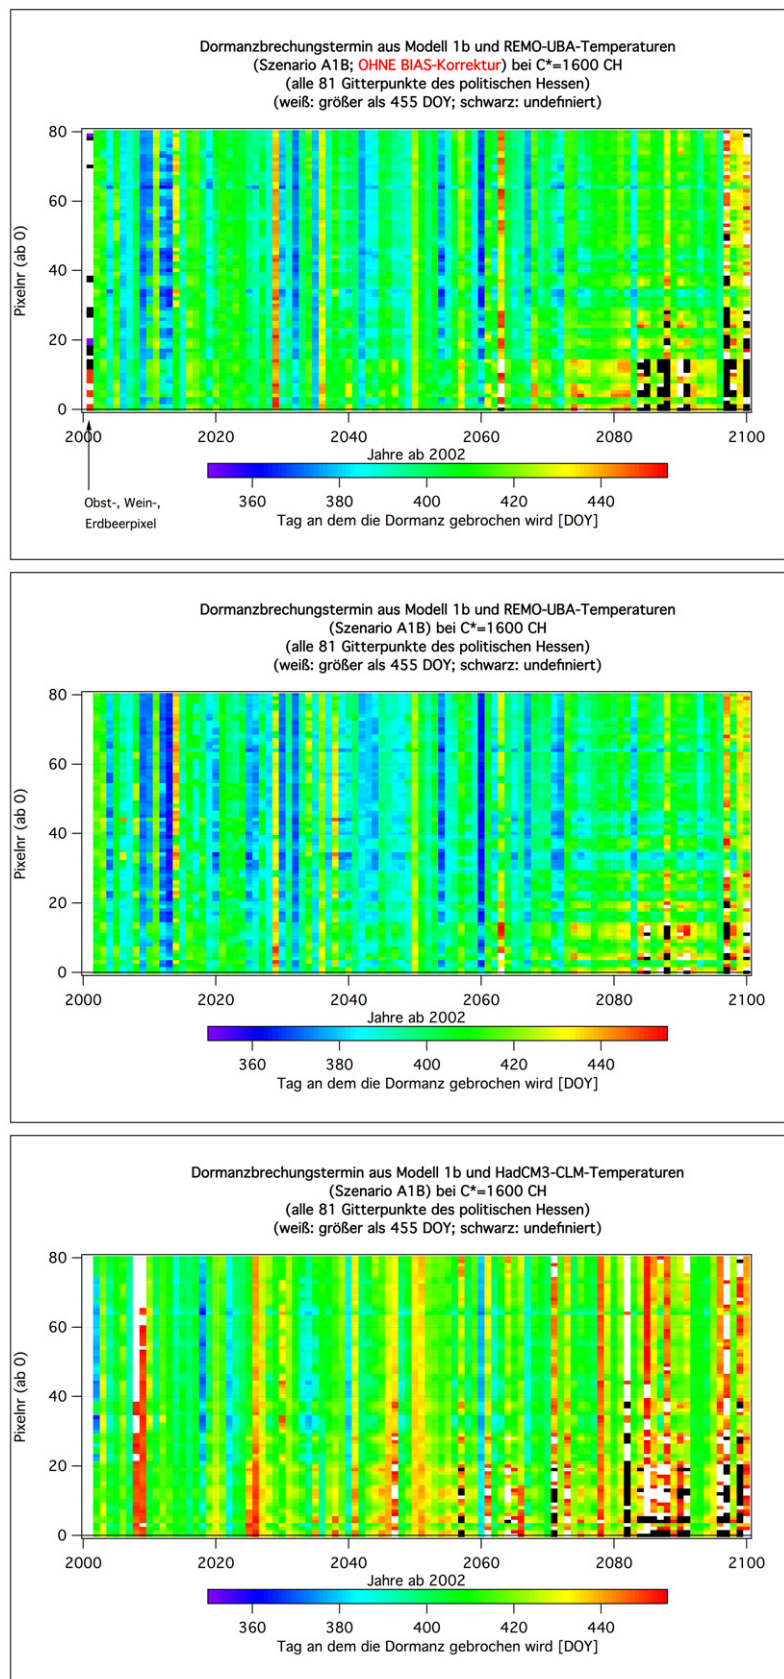 Dormanzbrechungstermin aus Modell 1b und REMO-UBA-Temperaturen
(Szenario A1B; OHNE BIAS-Korrektur) bei C*=1600 CH
(alle 81 Gitterpunkte des politischen Hessen)
(weiß: größer als 455 DOY; schwarz: undefiniert)
Pixelnr (ab 0)
80
60
40
20
0
2000 2020 2040 2060 2080 2100
Jahre ab 2002
Obst-, Wein-,
Erdbeerpixel
360 380 400 420 440
Tag an dem die Dormanz gebrochen wird [DOY]
Dormanzbrechungstermin aus Modell 1b und REMO-UBA-Temperaturen
(Szenario A1B) bei C*=1600 CH
(alle 81 Gitterpunkte des politischen Hessen)
(weiß: größer als 455 DOY; schwarz: undefiniert)
Pixelnr (ab 0)
80
60
40
20
0
2000 2020 2040 2060 2080 2100
Jahre ab 2002
360 380 400 420 440
Tag an dem die Dormanz gebrochen wird [DOY]
Dormanzbrechungstermin aus Modell 1b und HadCM3-CLM-Temperaturen
(Szenario A1B) bei C*=1600 CH
(alle 81 Gitterpunkte des politischen Hessen)
(weiß: größer als 455 DOY; schwarz: undefiniert)
Pixelnr (ab 0)
80
60
40
20
0
2000 2020 2040 2060 2080 2100
Jahre ab 2002
360 380 400 420 440
Tag an dem die Dormanz gebrochen wird [DOY]